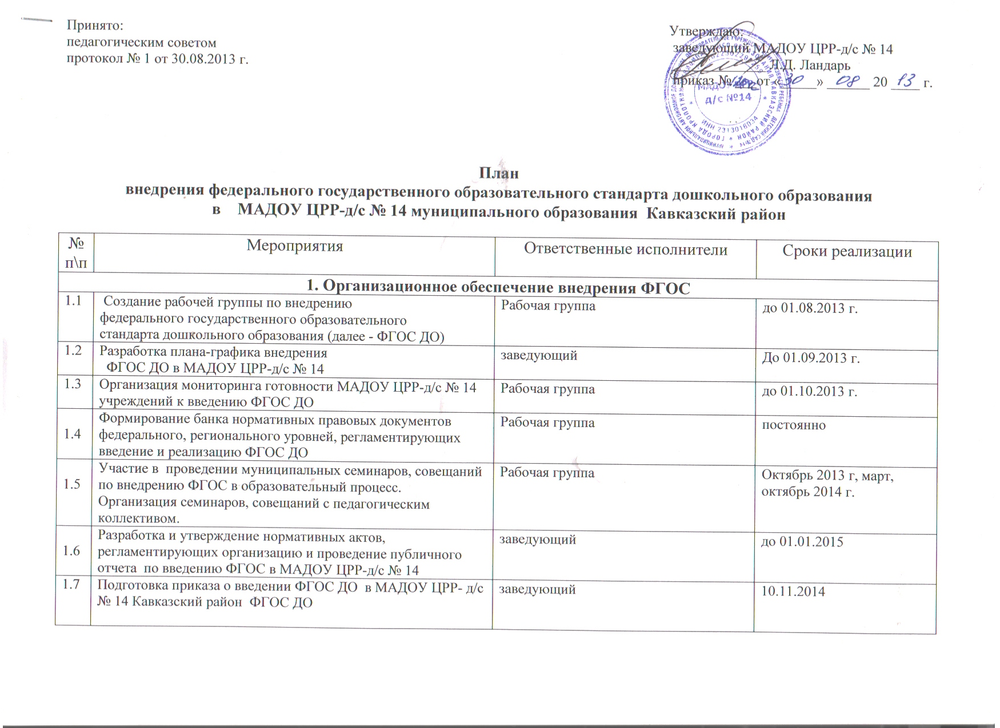 Принято:
педагогическим советом
протокол № 1 от 30.08.2013 г.
Утверждаю:
заведующий МАДОУ ЦРР-д/с № 14
Л.Д. Ландарь
приказ № от « 30 » 08 20 13 г.
д/с №14
ИНН 2313016034
План
внедрения федерального государственного образовательного стандарта дошкольного образования
в МАДОУ ЦРР-д/с № 14 муниципального образования Кавказский район
№ п\п Мероприятия Ответственные исполнители Сроки реализации
1. Организационное обеспечение внедрения ФГОС
1.1 Создание рабочей группы по внедрению Рабочая группа до 01.08.2013 г.
федерального государственного образовательного
стандарта дошкольного образования (далее - ФГОС ДО)
1.2 Разработка плана-графика внедрения заведующий До 01.09.2013 г.
ФГОС ДО в МАДОУ ЦРР-д/с № 14
1.3 Организация мониторинга готовности МАДОУ ЦРР-д/с № 14 Рабочая группа до 01.10.2013 г.
учреждений к введению ФГОС ДО
Формирование банка нормативных правовых документов Рабочая группа постоянно
1.4 федерального, регионального уровней, регламентирующих
введение и реализацию ФГОС ДО
Участие в проведении муниципальных семинаров, совещаний Рабочая группа Октябрь 2013 г, март,
1.5 по внедрению ФГОС в образовательный процесс. октябрь 2014 г.
Организация семинаров, совещаний с педагогическим
коллективом.
Разработка и утверждение нормативных актов, заведующий до 01.01.2015
1.6 регламентирующих организацию и проведение публичного
отчета по введению ФГОС в МАДОУ ЦРР-д/с № 14
1.7 Подготовка приказа о введении ФГОС ДО в МАДОУ ЦРР- д/с заведующий 10.11.2014
№ 14 Кавказский район ФГОС ДО